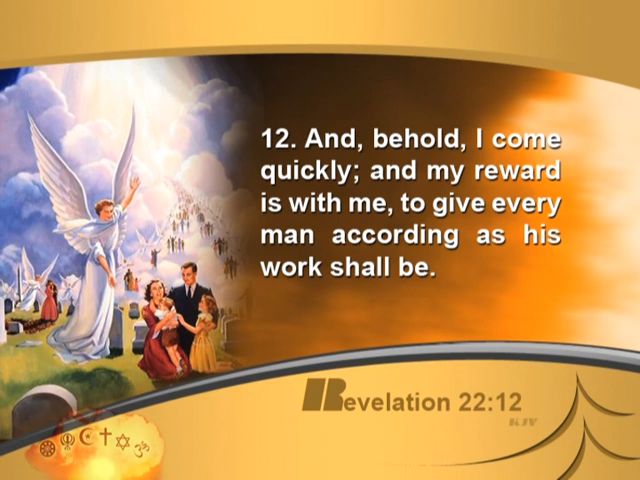 12. And, behold, I come
quickly; and my reward
is with me, to give every
man according as his
work shall be.
Revelation 22:12
KJV